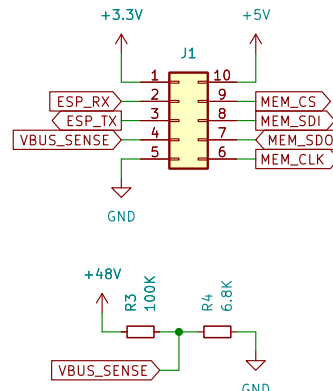 +3.3V +5V
J1
1 10
ESP_RX 2 9 MEM_CS
ESP_TX 3 8 MEM_SDI
VBUS_SENSE 4 7 MEM_SDO
5 6 MEM_CLK
GND
+48V R3 100K R4 6.8K
VBUS_SENSE
GND